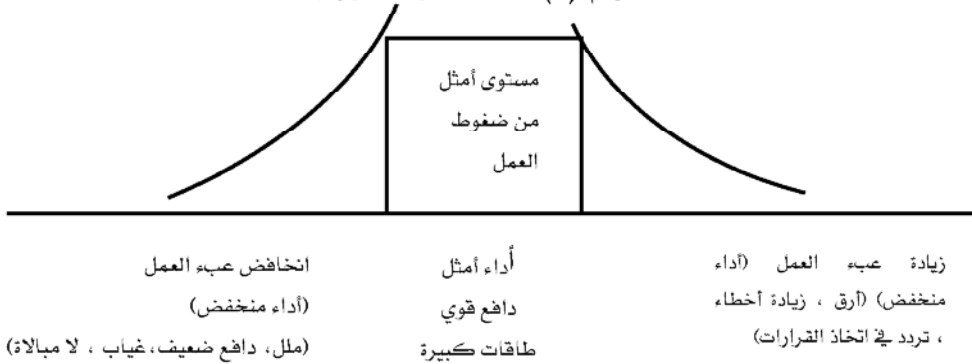 مستوى أمثل
من ضغوط
العمل
زيادة عبء العمل (أداء
منخفض) (أرق ، زيادة أخطاء
، تردد في اتخاذ القرارات)
أداء أمثل
دافع قوي
طاقات كبيرة
انخافض عبء العمل
(أداء منخفض)
(ملل، دافع ضعيف، غياب ، لا مبالاة)